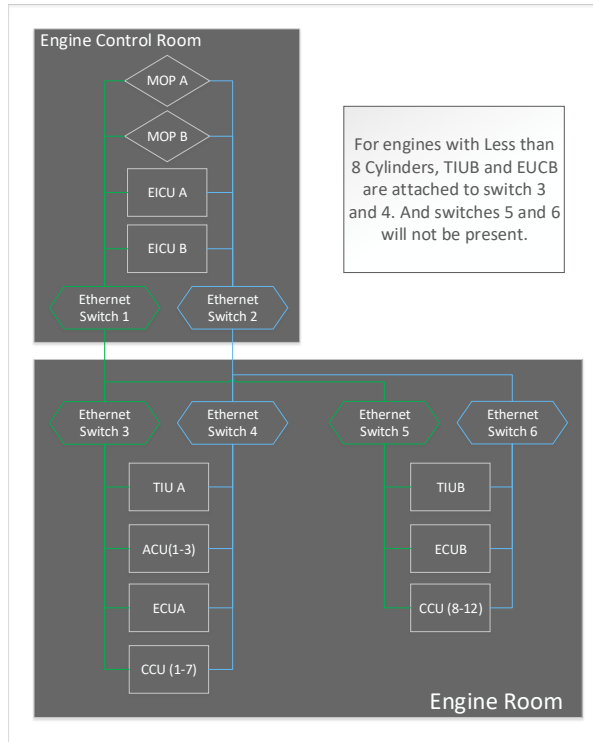 Engine Control Room
MOP A
MOP B
EICU A
EICU B
Ethernet
Switch 1
Ethernet
Switch 2
For engines with Less than
8 Cylinders, TIUB and EUCB
are attached to switch 3
and 4. And switches 5 and 6
will not be present.
Ethernet
Switch 3
Ethernet
Switch 4
Ethernet
Switch 5
Ethernet
Switch 6
TIU A
ACU(1-3)
ECUA
CCU (1-7)
TIUB
ECUB
CCU (8-12)
Engine Room